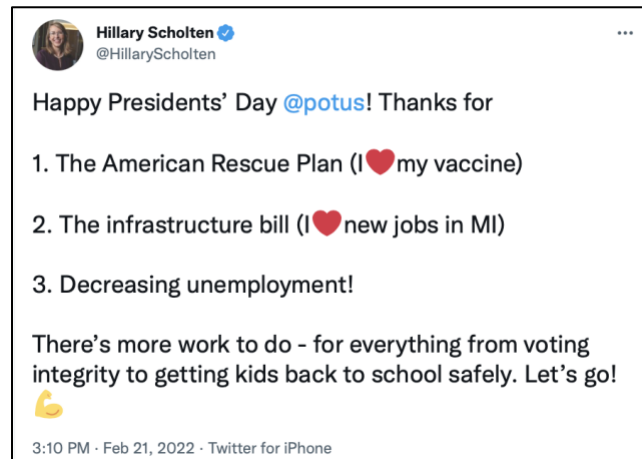 Hillary Scholten
@HillaryScholten
Happy Presidents’ Day @potus! Thanks for
1. The American Rescue Plan (I❤️my vaccine)
2. The infrastructure bill (I❤️new jobs in MI)
3. Decreasing unemployment!
There’s more work to do - for everything from voting
integrity to getting kids back to school safely. Let’s go!
💪
3:10 PM · Feb 21, 2022 · Twitter for iPhone